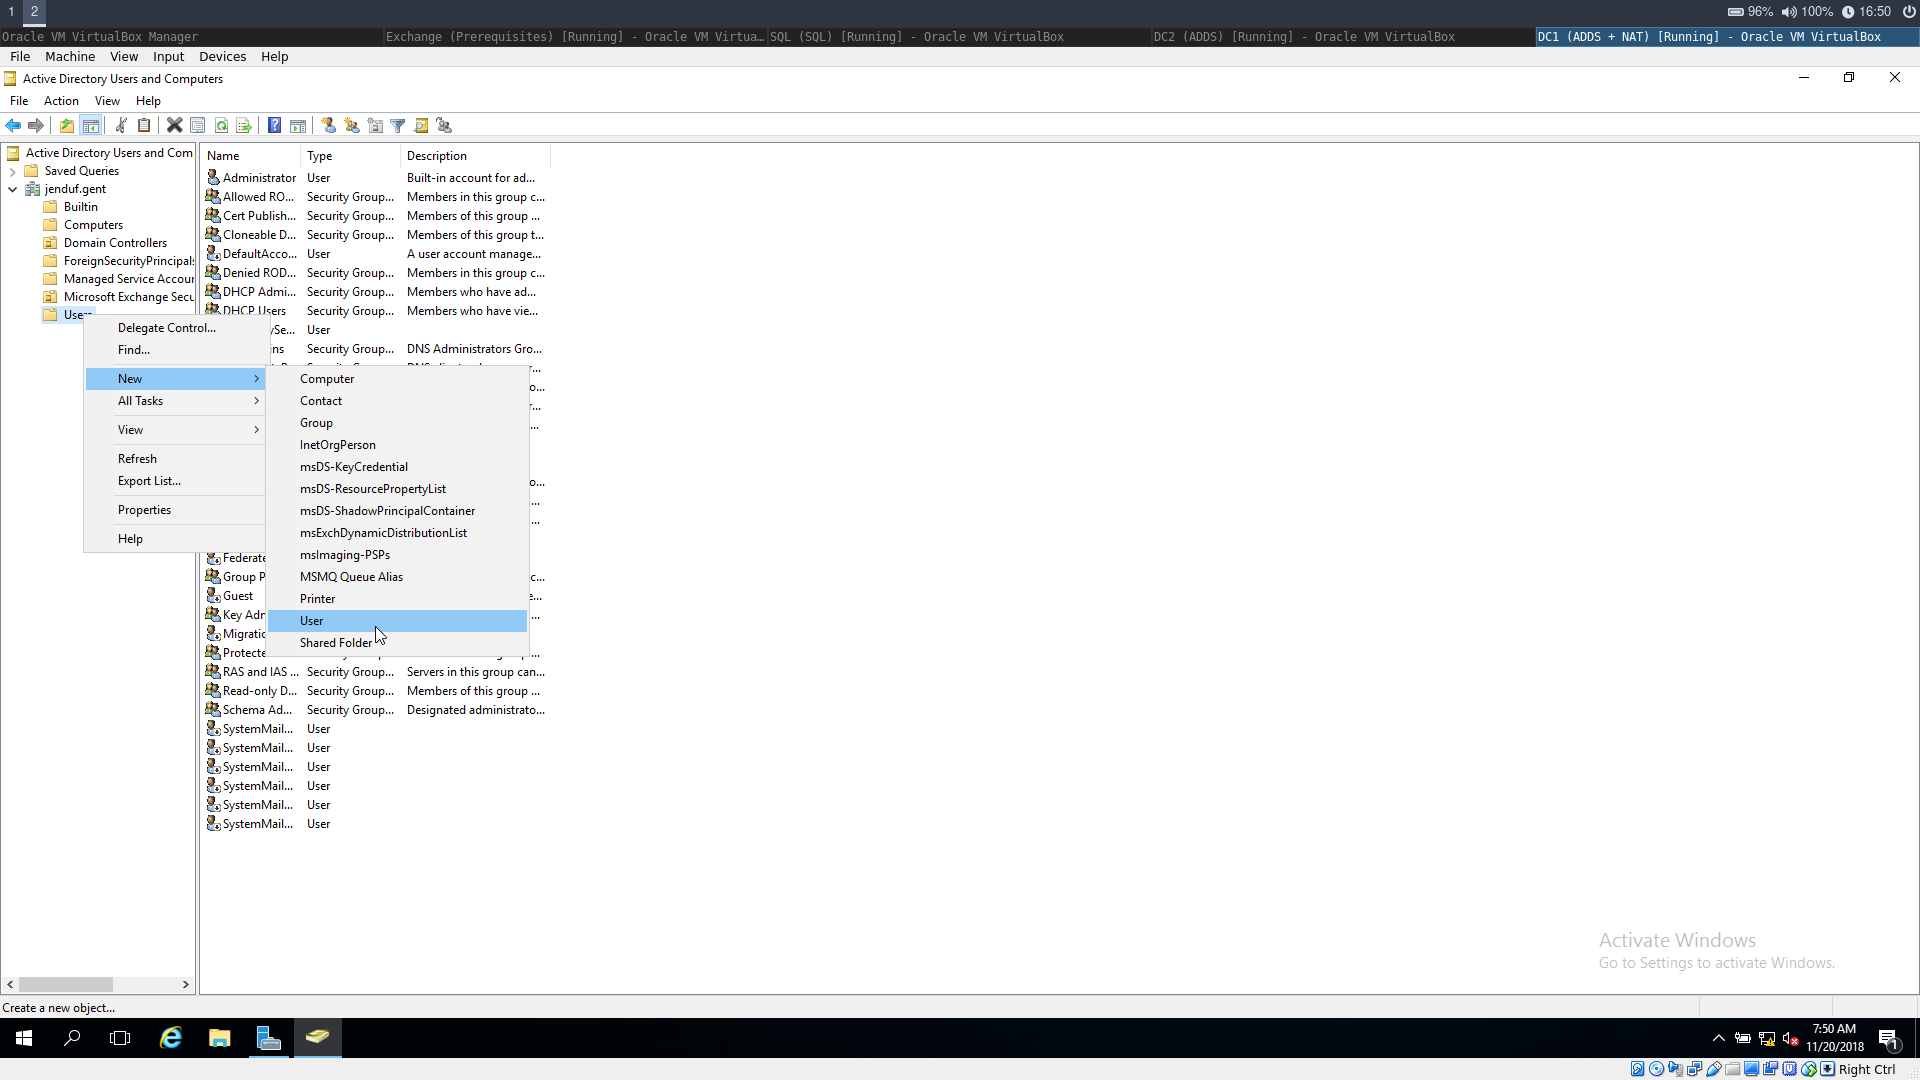 1 2 96% 100% 16:50
Oracle VM VirtualBox Manager
Exchange (Prerequisites) [Running] - Oracle VM Virtua…
SQL (SQL) [Running] - Oracle VM VirtualBox
DC2 (ADDS) [Running] - Oracle VM VirtualBox
DC1 (ADDS + NAT) [Running] - Oracle VM VirtualBox
File Machine View Input Devices Help
Active Directory Users and Computers
File Action View Help
Active Directory Users and Com
Saved Queries
jenduf.gent
Builtin
Computers
Domain Controllers
ForeignSecurityPrincipals
Managed Service Accoun
Microsoft Exchange Secu
Users
Delegate Control...
Find...
New
All Tasks
View
Refresh
Export List...
Properties
Help
Computer
Contact
Group
InetOrgPerson
msDS-KeyCredential
msDS-ResourcePropertyList
msDS-ShadowPrincipalContainer
msExchDynamicDistributionList
msImaging-PSPs
MSMQ Queue Alias
Printer
User
Shared Folder
Name Type Description
Administrator User Built-in account for ad...
Allowed RO... Security Group... Members in this group c...
Cert Publish... Security Group... Members of this group ...
Cloneable D... Security Group... Members of this group t...
DefaultAcco... User A user account manage...
Denied ROD... Security Group... Members in this group c...
DHCP Admi... Security Group... Members who have ad...
DHCP Users Security Group... Members who have vie...
ySe... User
ins Security Group... DNS Administrators Gro...
Federate
Group P
Guest
Key Adn
Migratic
Protecte
RAS and IAS ... Security Group... Servers in this group can...
Read-only D... Security Group... Members of this group ...
Schema Ad... Security Group... Designated administrato...
SystemMail... User
SystemMail... User
SystemMail... User
SystemMail... User
SystemMail... User
SystemMail... User
Activate Windows
Go to Settings to activate Windows.
Create a new object...
7:50 AM
11/20/2018
1
Right Ctrl